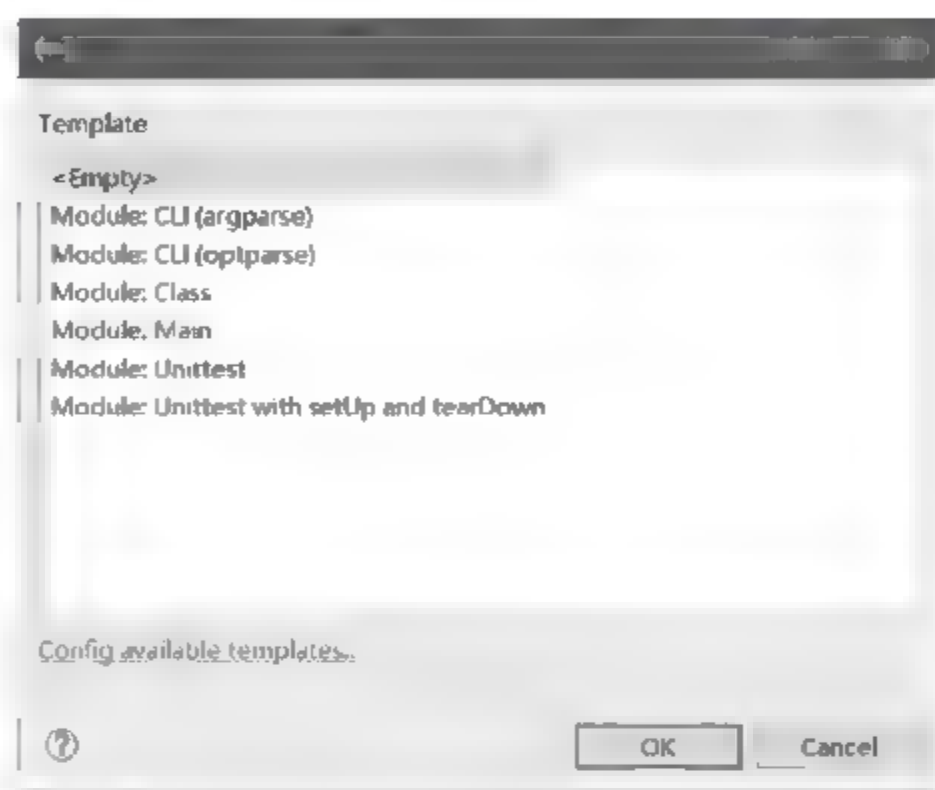 Template
<Empty>
Module: CLI (argparse)
Module: CLI (optparse)
Module: Class
Module: Main
Module: Unittest
Module: Unittest with setUp and tearDown
Config available templates...
OK
Cancel